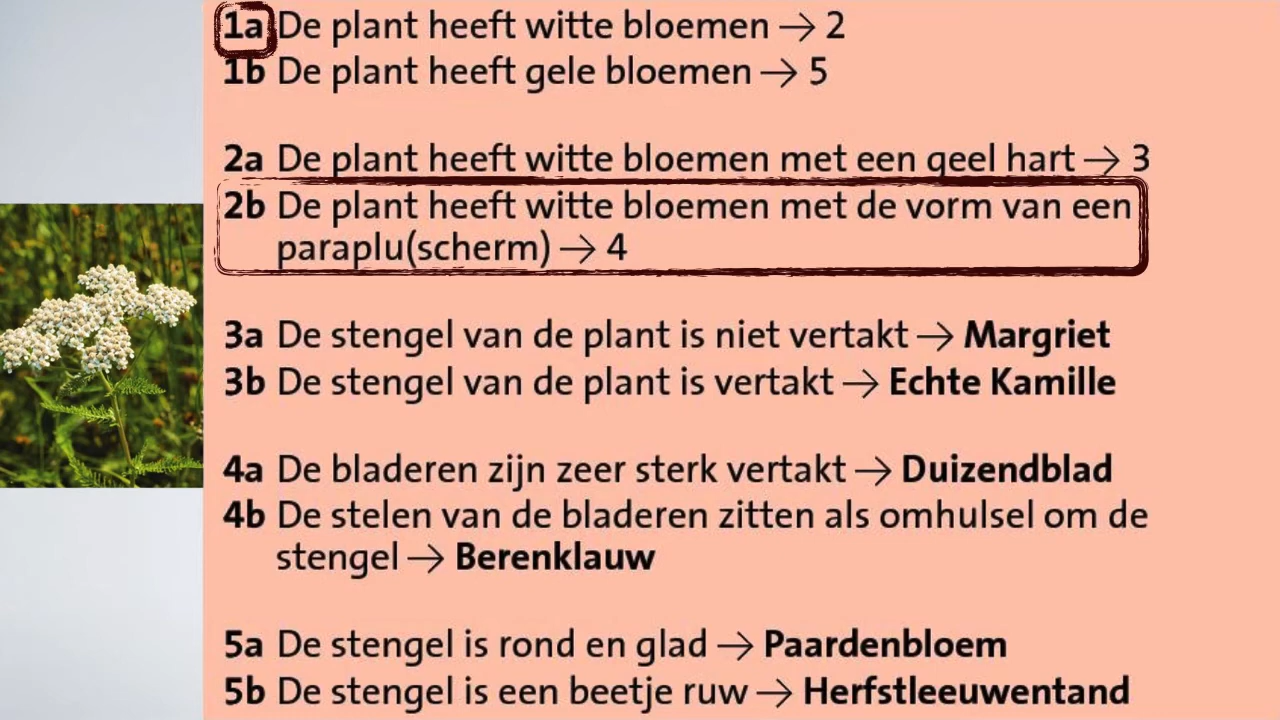 1a De plant heeft witte bloemen → 2
1b De plant heeft gele bloemen → 5
2a De plant heeft witte bloemen met een geel hart → 3
2b De plant heeft witte bloemen met de vorm van een
paraplu(scherm) → 4
3a De stengel van de plant is niet vertakt → Margriet
3b De stengel van de plant is vertakt → Echte Kamille
4a De bladeren zijn zeer sterk vertakt → Duizendblad
4b De stelen van de bladeren zitten als omhulsel om de
stengel → Berenklauw
5a De stengel is rond en glad → Paardenbloem
5b De stengel is een beetje ruw → Herfstleeuwentand